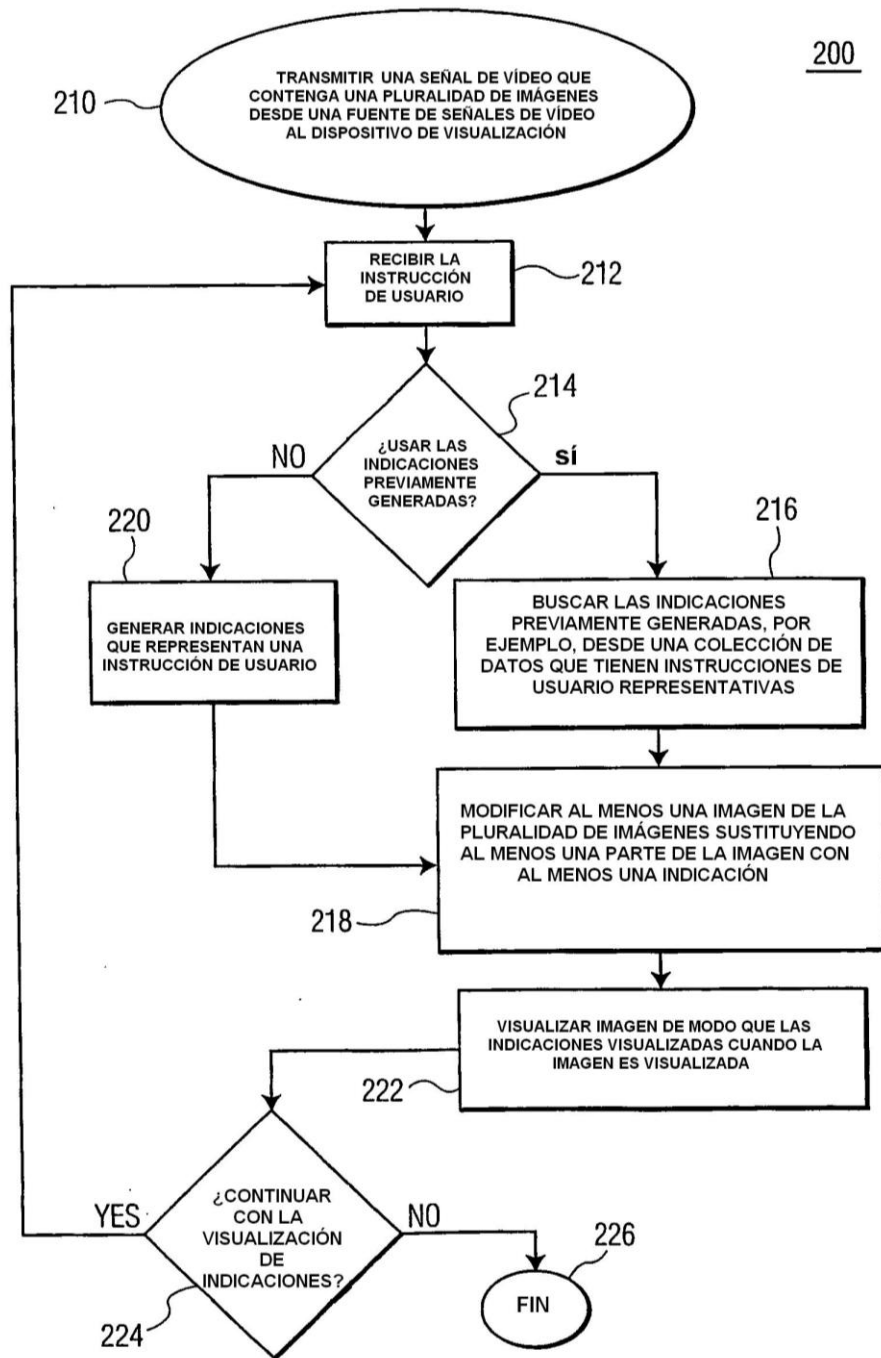 200
210
TRANSMITIR UNA SEÑAL DE VÍDEO QUE
CONTENGA UNA PLURALIDAD DE IMÁGENES
DESDE UNA FUENTE DE SEÑALES DE VÍDEO
AL DISPOSITIVO DE VISUALIZACIÓN
RECIBIR LA
INSTRUCCIÓN
DE USUARIO
212
214
¿USAR LAS
INDICACIONES
PREVIAMENTE
GENERADAS?
NO
sí
220
GENERAR INDICACIONES
QUE REPRESENTAN UNA
INSTRUCCIÓN DE USUARIO
216
BUSCAR LAS INDICACIONES
PREVIAMENTE GENERADAS, POR
EJEMPLO, DESDE UNA COLECCIÓN DE
DATOS QUE TIENEN INSTRUCCIONES DE
USUARIO REPRESENTATIVAS
MODIFICAR AL MENOS UNA IMAGEN DE LA
PLURALIDAD DE IMÁGENES SUSTITUYENDO
AL MENOS UNA PARTE DE LA IMAGEN CON
AL MENOS UNA INDICACIÓN
218
VISUALIZAR IMAGEN DE MODO QUE LAS
INDICACIONES VISUALIZADAS CUANDO LA
IMAGEN ES VISUALIZADA
222
¿CONTINUAR
CON LA
VISUALIZACIÓN
DE
INDICACIONES?
YES
NO
224
226
FIN